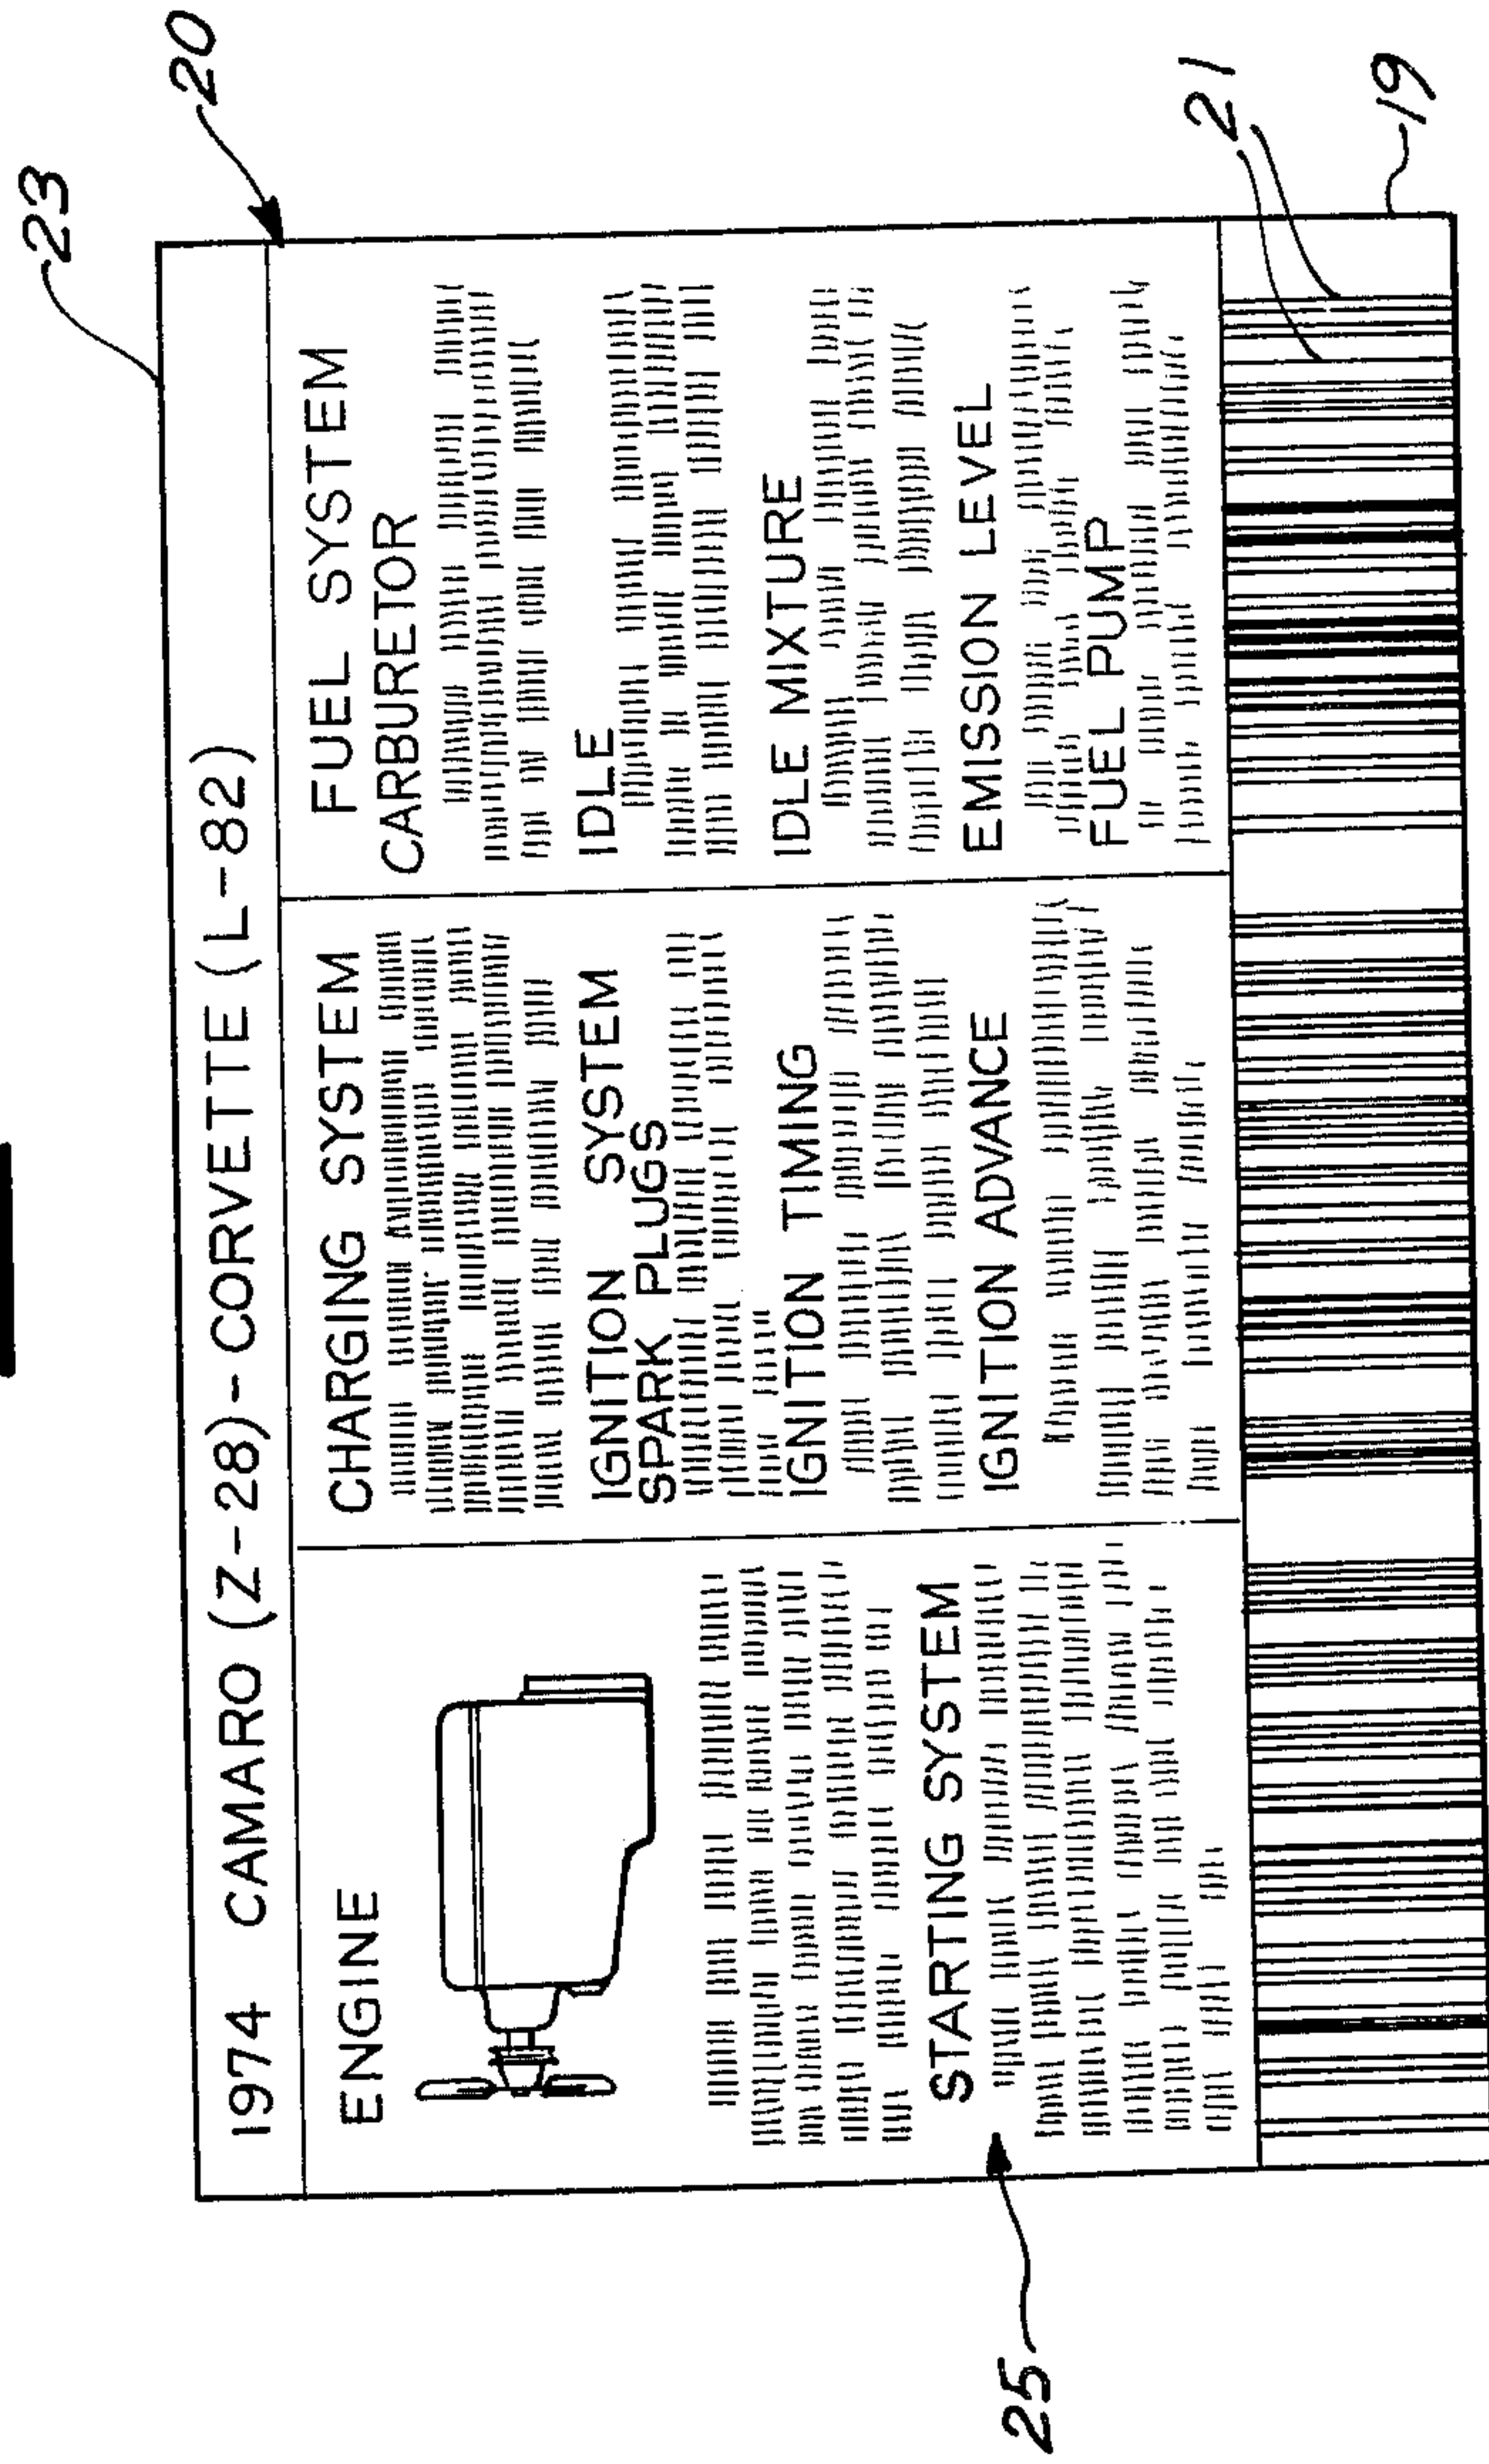 23
20
1974 CAMARO (Z-28) - CORVETTE (L-82)
ENGINE
STARTING SYSTEM
25
CHARGING SYSTEM
IGNITION SYSTEM
SPARK PLUGS
IGNITION TIMING
IGNITION ADVANCE
FUEL SYSTEM
CARBURETOR
IDLE
IDLE MIXTURE
EMISSION LEVEL
FUEL PUMP
21
19